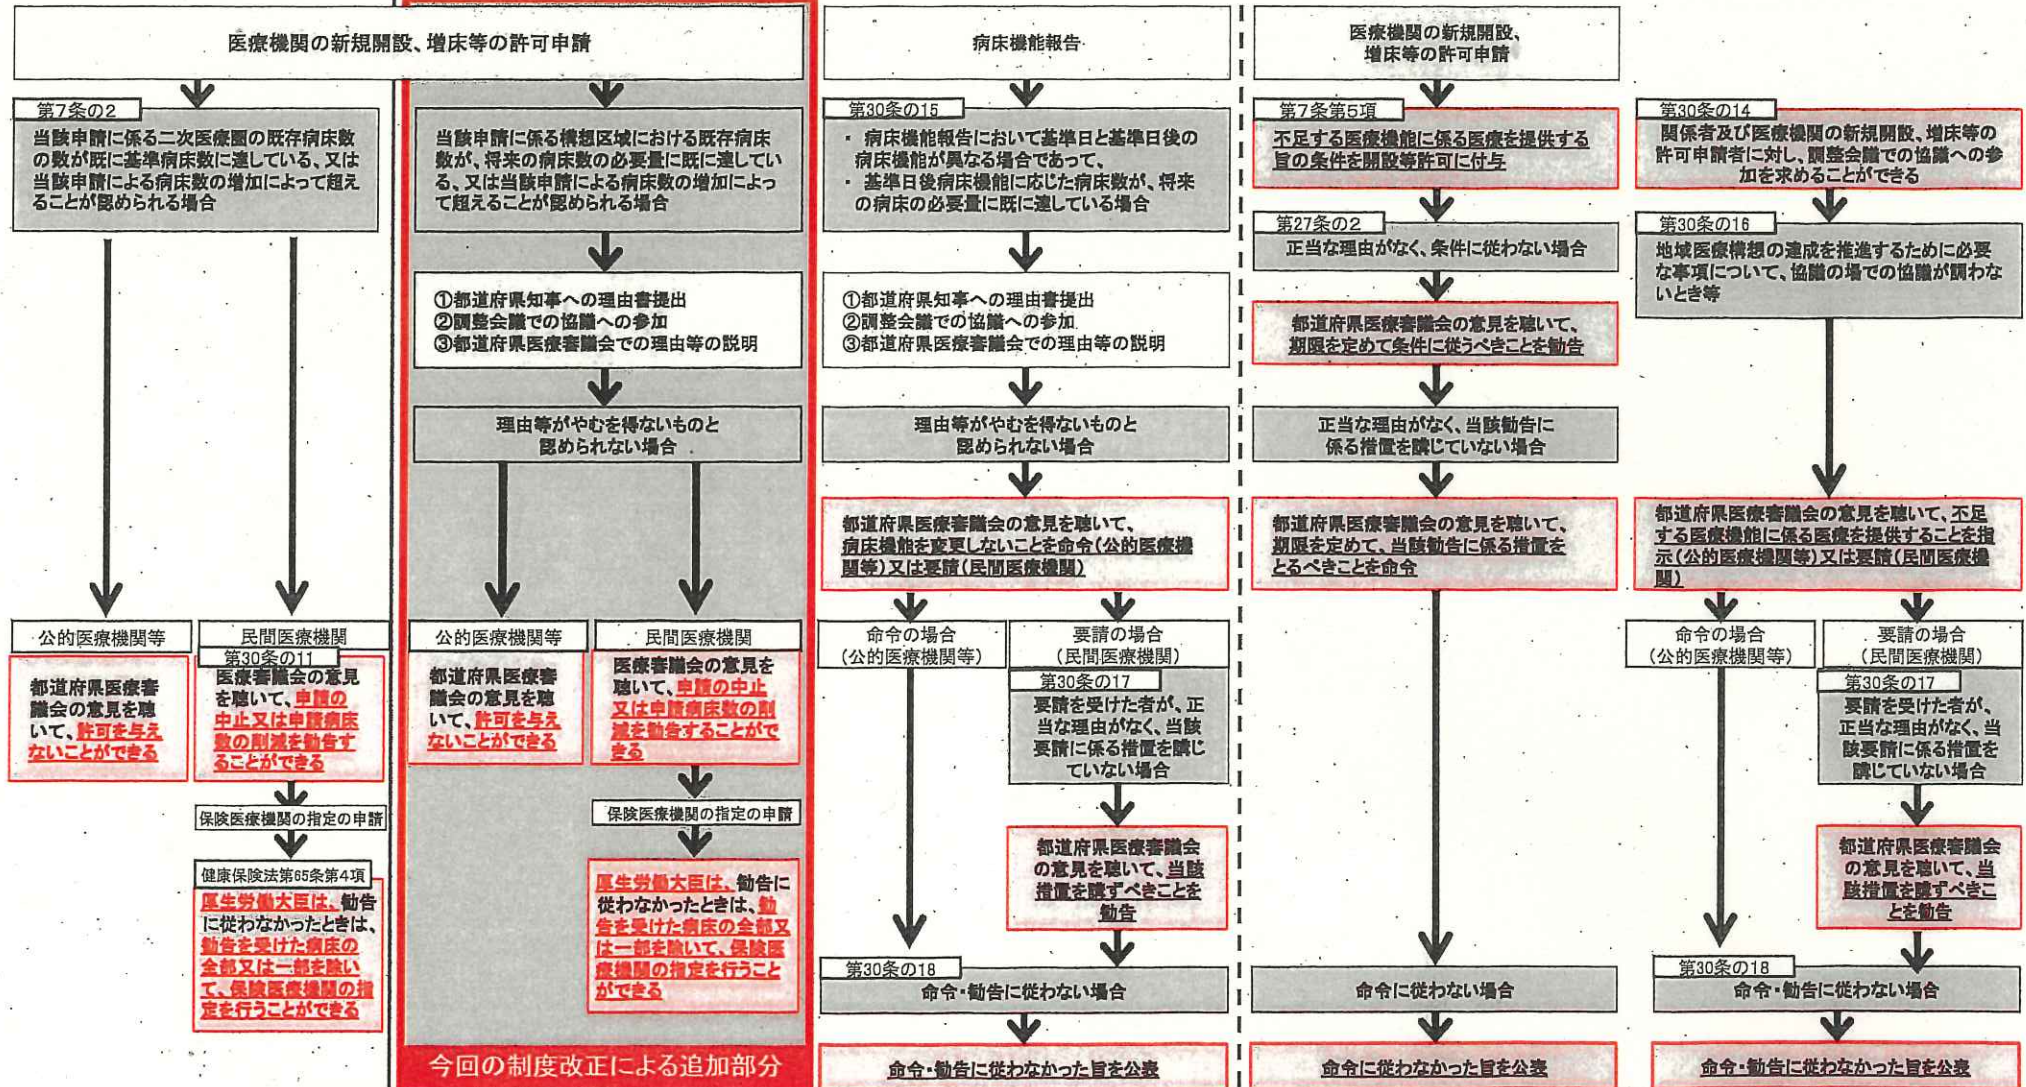 医療機関の新規開設、増床等の許可申請
第7条の2
当該申請に係る二次医療圏の既存病床数
の数が既に基準病床数に達している、又は
当該申請による病床数の増加によって超え
ることが認められる場合
公的医療機関等
都道府県医療審
議会の意見を聴
いて、許可を与え
ないことができる
民間医療機関
第30条の11
医療審議会の意見
を聴いて、申請の
中止又は申請病床
数の削減を勧告す
ることができる
保険医療機関の指定の申請
健康保険法第65条第4項
厚生労働大臣は、勧告
に従わなかったときは、
勧告を受けた病床の
全部又は一部を除い
て、保険医療機関の指
定を行うことができる
当該申請に係る構想区域における既存病床
数が、将来の病床数の必要量に既に達してい
る、又は当該申請による病床数の増加によっ
て超えることが認められる場合
①都道府県知事への理由書提出
②調整会議での協議への参加
③都道府県医療審議会での理由等の説明
理由等がやむを得ないものと
認められない場合
公的医療機関等
都道府県医療審
議会の意見を聴
いて、許可を与え
ないことができる
民間医療機関
医療審議会の意見を
聴いて、申請の中止
又は申請病床数の削
減を勧告することがで
きる
保険医療機関の指定の申請
厚生労働大臣は、勧告に
従わなかったときは、勧
告を受けた病床の全部又
は一部を除いて、保険医
療機関の指定を行うこと
ができる
今回の制度改正による追加部分
病床機能報告
第30条の15
・ 病床機能報告において基準日と基準日後の
病床機能が異なる場合であって、
・ 基準日後病床機能に応じた病床数が、将来
の病床の必要量に既に達している場合
①都道府県知事への理由書提出
②調整会議での協議への参加
③都道府県医療審議会での理由等の説明
理由等がやむを得ないものと
認められない場合
都道府県医療審議会の意見を聴いて、
病床機能を変更しないことを命令(公的医療機
関等)又は要請(民間医療機関)
命令の場合
(公的医療機関等)
要請の場合
(民間医療機関)
第30条の17
要請を受けた者が、正
当な理由がなく、当該
要請に係る措置を講じ
ていない場合
都道府県医療審議会
の意見を聴いて、当該
措置を講ずべきことを
勧告
第30条の18
命令・勧告に従わない場合
命令・勧告に従わなかった旨を公表
医療機関の新規開設、
増床等の許可申請
第7条第5項
不足する医療機能に係る医療を提供する
旨の条件を開設等許可に付与
第27条の2
正当な理由がなく、条件に従わない場合
都道府県医療審議会の意見を聴いて、
期限を定めて条件に従うべきことを勧告
正当な理由がなく、当該勧告に
係る措置を講じていない場合
都道府県医療審議会の意見を聴いて、
期限を定めて、当該勧告に係る措置を
とるべきことを命令
命令に従わない場合
命令に従わなかった旨を公表
第30条の14
関係者及び医療機関の新規開設、増床等の
許可申請者に対し、調整会議での協議への参
加を求めることができる
第30条の16
地域医療構想の達成を推進するために必要
な事項について、協議の場での協議が調わな
いとき等
都道府県医療審議会の意見を聴いて、不足
する医療機能に係る医療を提供することを指
示(公的医療機関等)又は要請(民間医療機
関)
命令の場合
(公的医療機関等)
要請の場合
(民間医療機関)
第30条の17
要請を受けた者が、
正当な理由がなく、当
該要請に係る措置を
講じていない場合
都道府県医療審議会
の意見を聴いて、当
該措置を講ずべきこ
とを勧告
第30条の18
命令・勧告に従わない場合
命令・勧告に従わなかった旨を公表